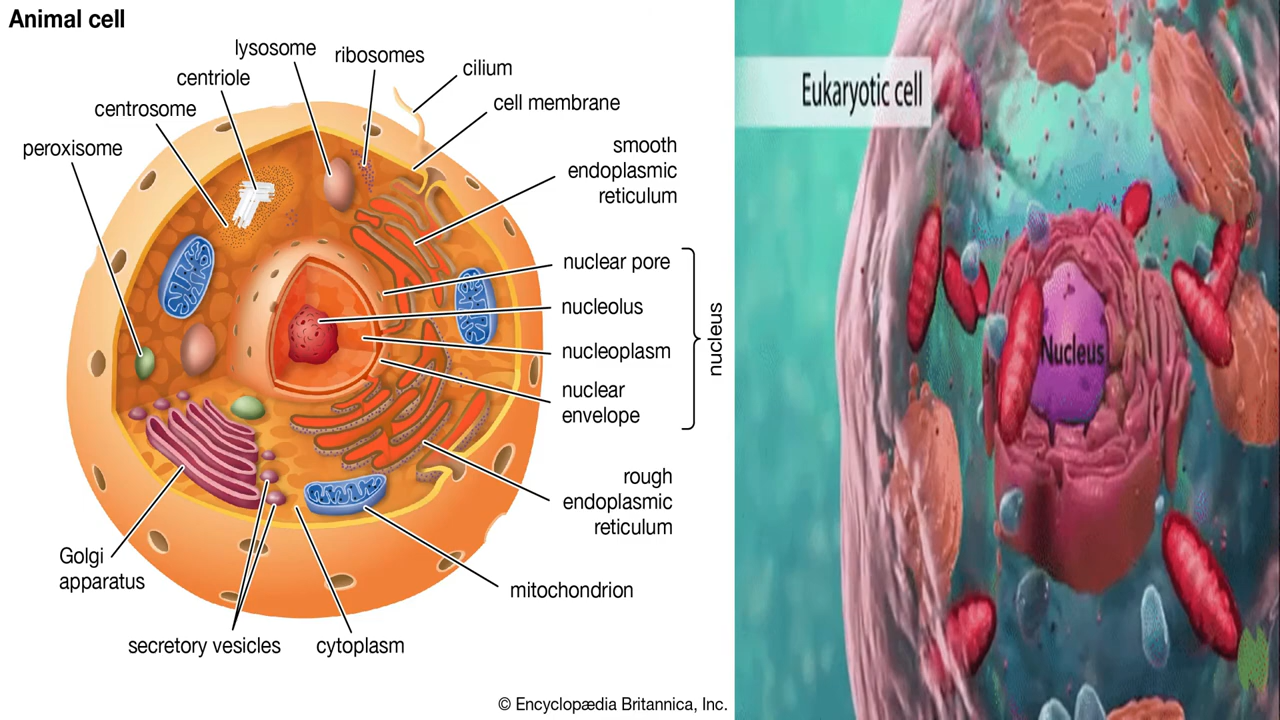 Animal cell
lysosome
ribosomes
cilium
centriole
cell membrane
centrosome
peroxisome
smooth
endoplasmic
reticulum
nuclear pore
nucleolus
nucleoplasm
nuclear
envelope
nucleus
rough
endoplasmic
reticulum
Golgi
apparatus
mitochondrion
secretory vesicles
cytoplasm
© Encyclopædia Britannica, Inc.
Eukaryotic cell
Nucleus